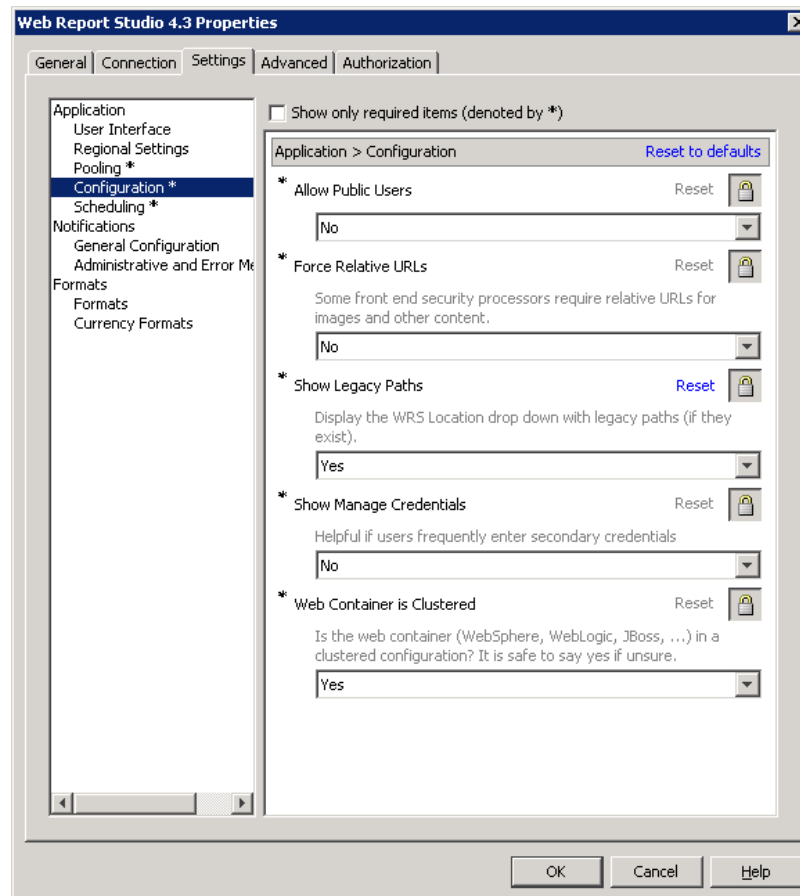 Web Report Studio 4.3 Properties
General Connection Settings Advanced Authorization
Application
User Interface
Regional Settings
Pooling *
Configuration *
Scheduling *
Notifications
General Configuration
Administrative and Error Me
Formats
Formats
Currency Formats
Show only required items (denoted by *)
Application > Configuration Reset to defaults
* Allow Public Users Reset
No
* Force Relative URLs Reset
Some front end security processors require relative URLs for
images and other content.
No
* Show Legacy Paths Reset
Display the WRS Location drop down with legacy paths (if they
exist).
Yes
* Show Manage Credentials Reset
Helpful if users frequently enter secondary credentials
No
* Web Container is Clustered Reset
Is the web container (WebSphere, WebLogic, JBoss, ...) in a
clustered configuration? It is safe to say yes if unsure.
Yes
OK Cancel Help